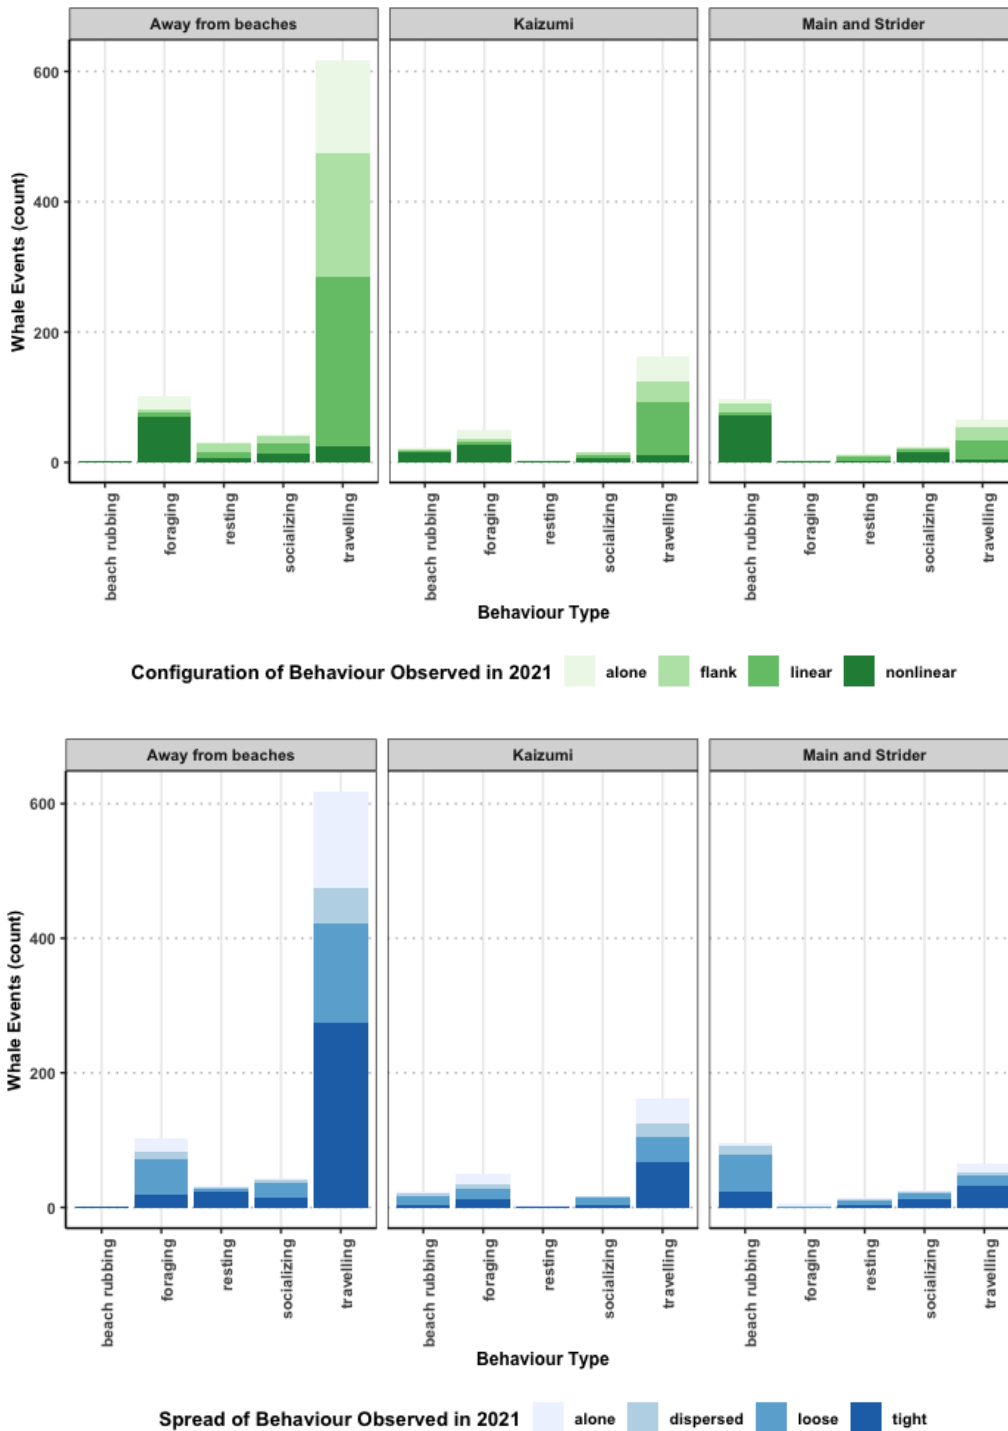 Away from beaches Kaizumi Main and Strider
600
400
200
0
Whale Events (count)
beach rubbing foraging resting socializing travelling beach rubbing foraging resting socializing travelling beach rubbing foraging resting socializing travelling
Behaviour Type
Configuration of Behaviour Observed in 2021 alone flank linear nonlinear
Away from beaches Kaizumi Main and Strider
600
400
200
0
Whale Events (count)
beach rubbing foraging resting socializing travelling beach rubbing foraging resting socializing travelling beach rubbing foraging resting socializing travelling
Behaviour Type
Spread of Behaviour Observed in 2021 alone dispersed loose tight